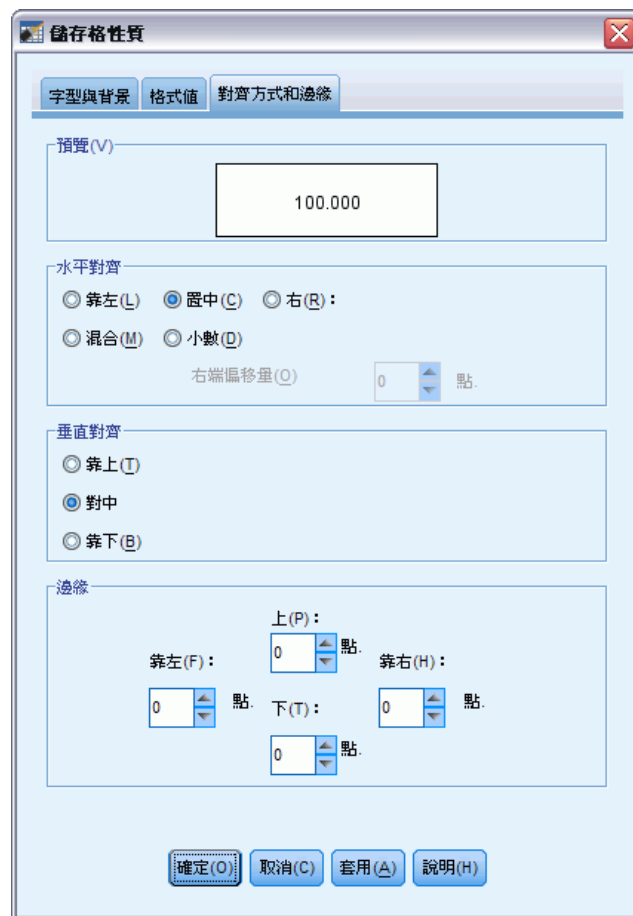 儲存格性質
字型與背景 格式值 對齊方式和邊緣
預覽(V)
100.000
水平對齊
靠左(L) 置中(C) 右(R)：
混合(M) 小數(D)
右端偏移量(O) 0 點.
垂直對齊
靠上(T)
對中
靠下(B)
邊緣
上(P)：
0 點.
靠左(F)： 靠右(H)：
0 點. 下(T)： 0 點.
0 點.
確定(O) 取消(C) 套用(A) 說明(H)